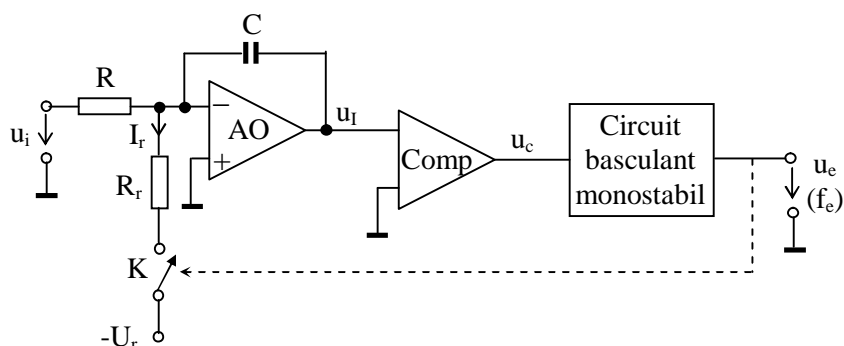 C
R
−
u_I
u_i
I_r
AO
+
Comp
u_c
Circuit
basculant
monostabil
u_e
(f_e)
R_r
K
-U_r